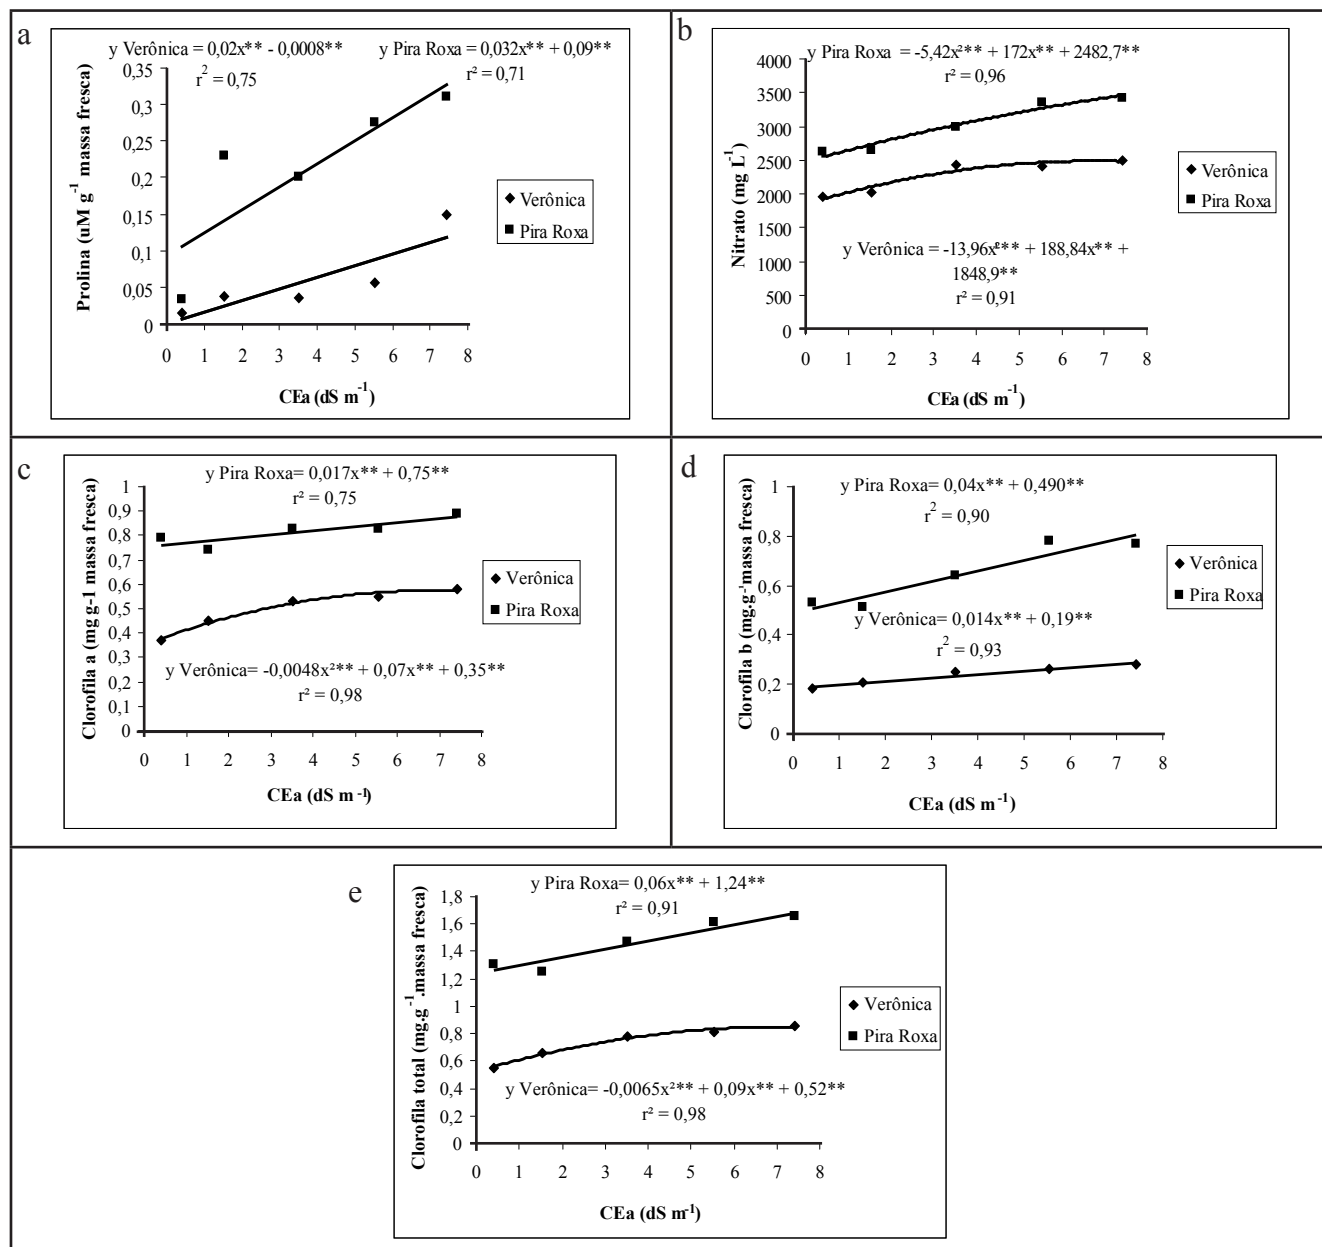 a
y Verônica = 0,02x** - 0,0008**
r² = 0,75
y Pira Roxa = 0,032x** + 0,09**
r² = 0,71
Prolina (uM g⁻¹ massa fresca)
0,35
0,3
0,25
0,2
0,15
0,1
0,05
0
0 1 2 3 4 5 6 7 8
CEa (dS m⁻¹)
Verônica
Pira Roxa
b
y Pira Roxa = -5,42x²** + 172x** + 2482,7**
r² = 0,96
Nitrato (mg L⁻¹)
4000
3500
3000
2500
2000
1500
1000
500
0
y Verônica = -13,96x²** + 188,84x** +
1848,9**
r² = 0,91
0 1 2 3 4 5 6 7 8
CEa (dS m⁻¹)
Verônica
Pira Roxa
c
y Pira Roxa= 0,017x** + 0,75**
r² = 0,75
Clorofila a (mg g-1 massa fresca)
1
0,9
0,8
0,7
0,6
0,5
0,4
0,3
0,2
0,1
0
y Verônica= -0,0048x²** + 0,07x** + 0,35**
r² = 0,98
0 1 2 3 4 5 6 7 8
CEa (dS m⁻¹)
Verônica
Pira Roxa
d
y Pira Roxa= 0,04x** + 0,490**
r² = 0,90
Clorofila b (mg.g⁻¹massa fresca)
1
0,8
0,6
0,4
0,2
0
y Verônica= 0,014x** + 0,19**
r² = 0,93
0 1 2 3 4 5 6 7 8
CEa (dS m⁻¹)
Verônica
Pira Roxa
e
y Pira Roxa= 0,06x** + 1,24**
r² = 0,91
Clorofila total (mg.g⁻¹.massa fresca)
1,8
1,6
1,4
1,2
1
0,8
0,6
0,4
0,2
0
y Verônica= -0,0065x²** + 0,09x** + 0,52**
r² = 0,98
0 1 2 3 4 5 6 7 8
CEa (dS m⁻¹)
Verônica
Pira Roxa